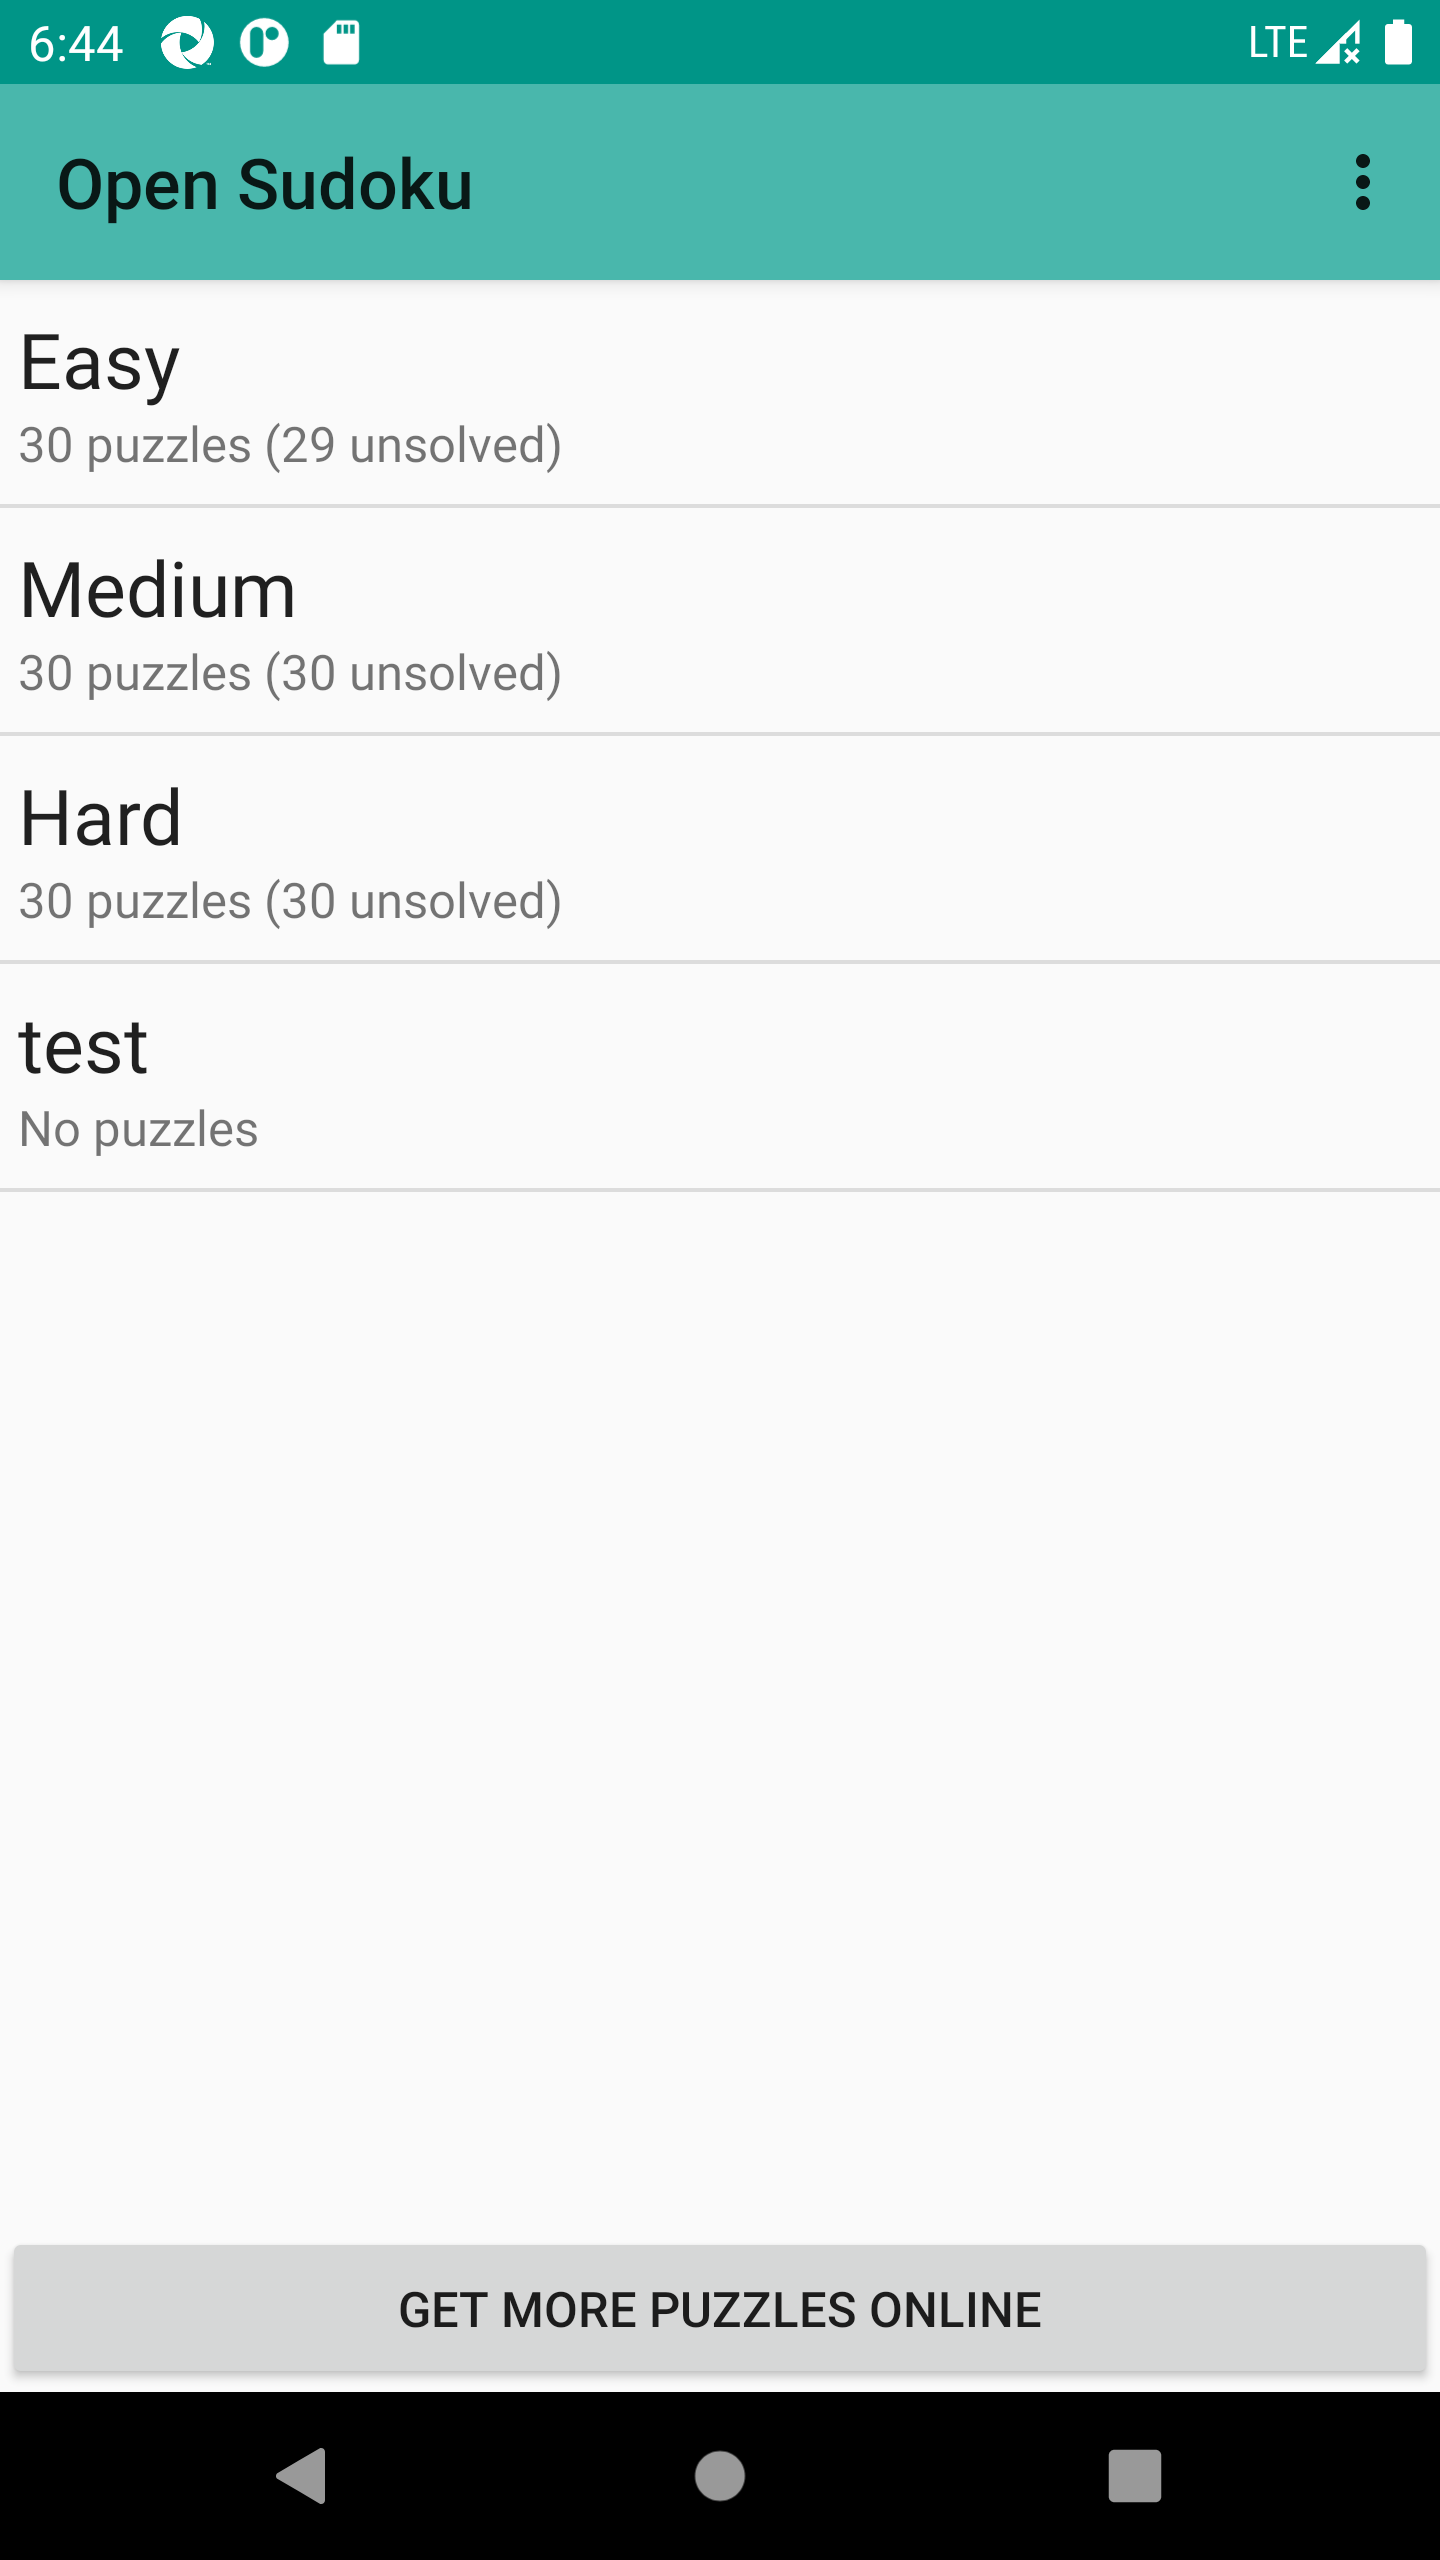 6:44
LTE
Open Sudoku
Easy
30 puzzles (29 unsolved)
Medium
30 puzzles (30 unsolved)
Hard
30 puzzles (30 unsolved)
test
No puzzles
GET MORE PUZZLES ONLINE